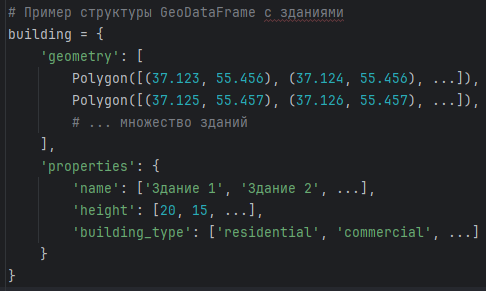 # Пример структуры GeoDataFrame с зданиями
building = {
    'geometry': [
        Polygon([(37.123, 55.456), (37.124, 55.456), ...]),
        Polygon([(37.125, 55.457), (37.126, 55.457), ...]),
        # ... множество зданий
    ],
    'properties': {
        'name': ['Здание 1', 'Здание 2', ...],
        'height': [20, 15, ...],
        'building_type': ['residential', 'commercial', ...]
    }
}